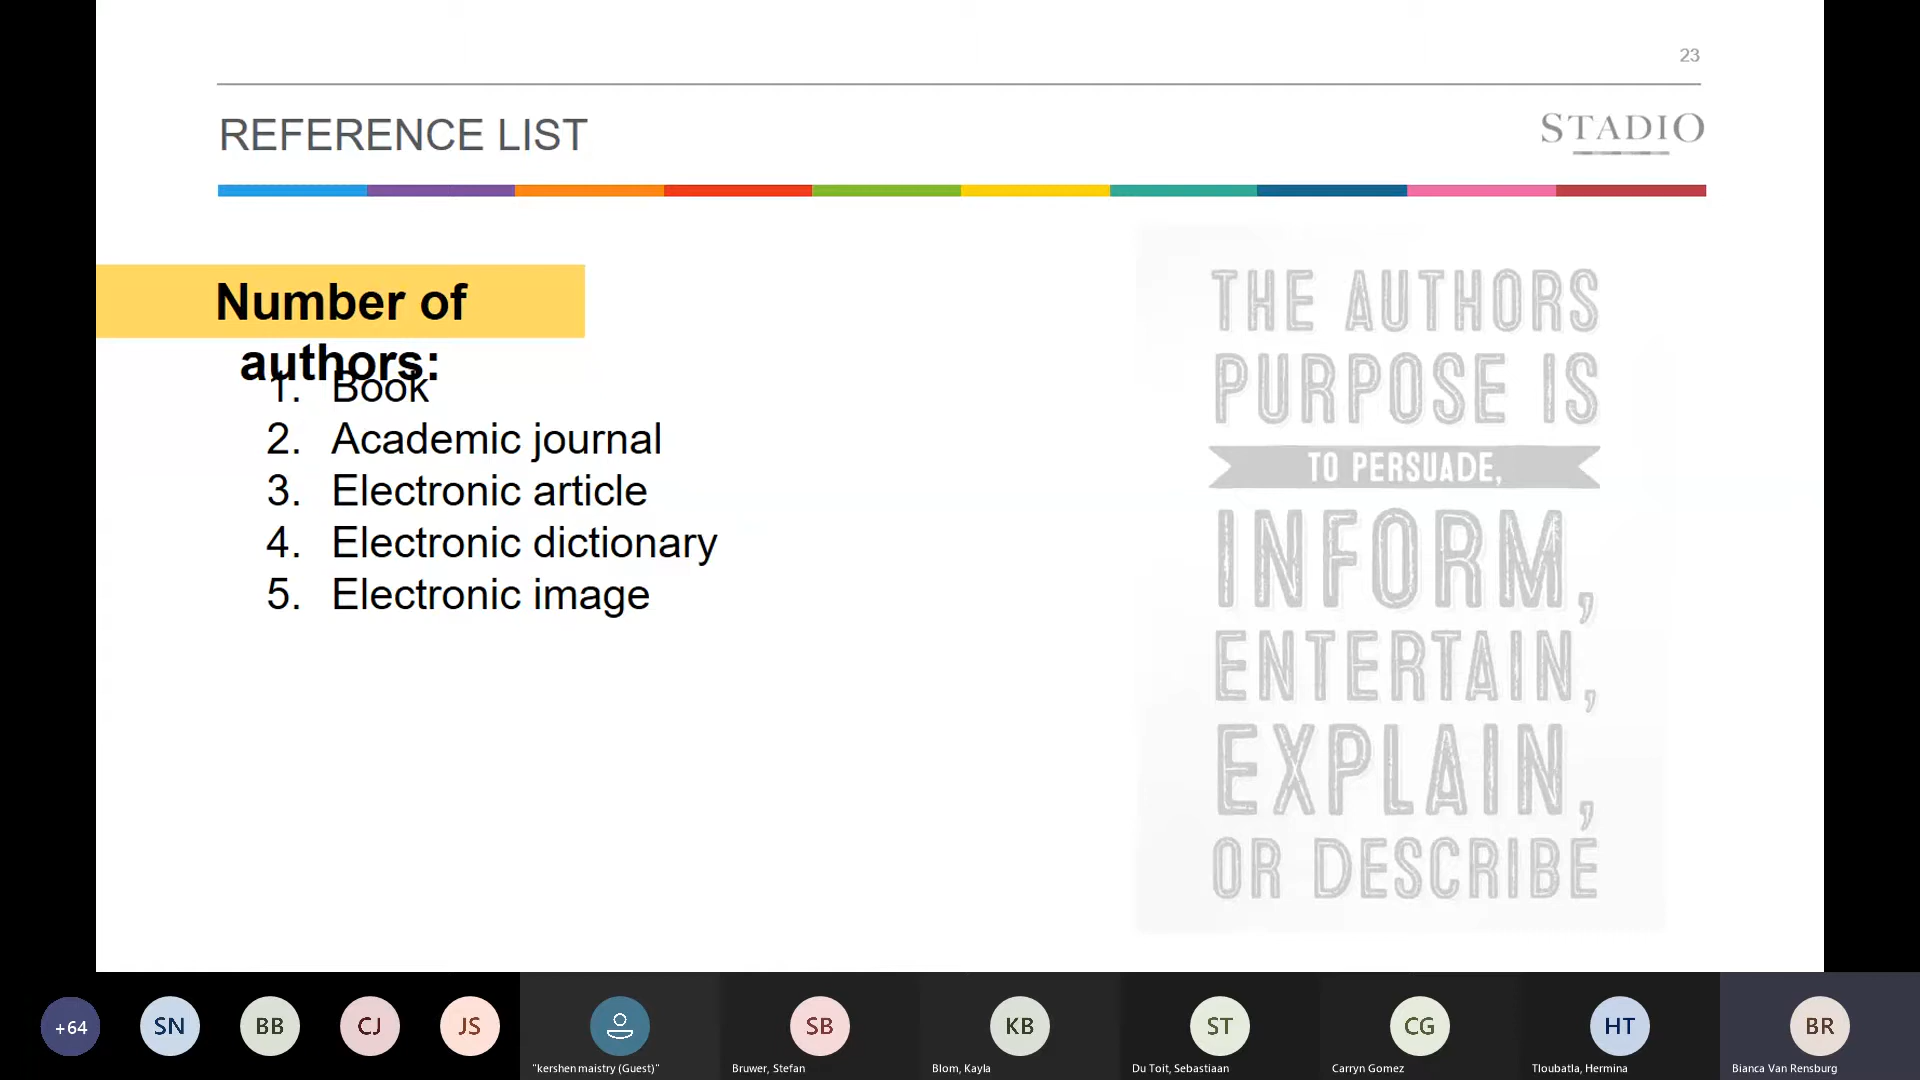 23
REFERENCE LIST
STADIO
Number of
authors:
1. Book
2. Academic journal
3. Electronic article
4. Electronic dictionary
5. Electronic image
THE AUTHORS
PURPOSE IS
TO PERSUADE,
INFORM,
ENTERTAIN,
EXPLAIN,
OR DESCRIBE
+64
SN
BB
CJ
JS
SB
KB
ST
CG
HT
BR
"kershen maistry (Guest)"
Bruwer, Stefan
Blom, Kayla
Du Toit, Sebastiaan
Carryn Gomez
Tloubatla, Hermina
Bianca Van Rensburg